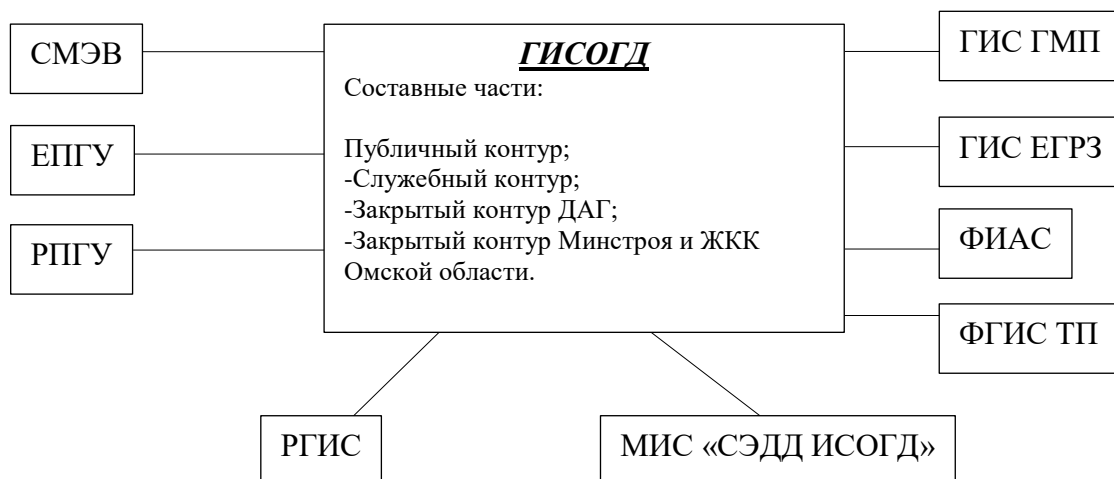 СМЭВ
ЕПГУ
РПГУ
ГИСОГД
Составные части:
Публичный контур;
-Служебный контур;
-Закрытый контур ДАГ;
-Закрытый контур Минстроя и ЖКК
Омской области.
ГИС ГМП
ГИС ЕГРЗ
ФИАС
ФГИС ТП
РГИС
МИС «СЭДД ИСОГД»